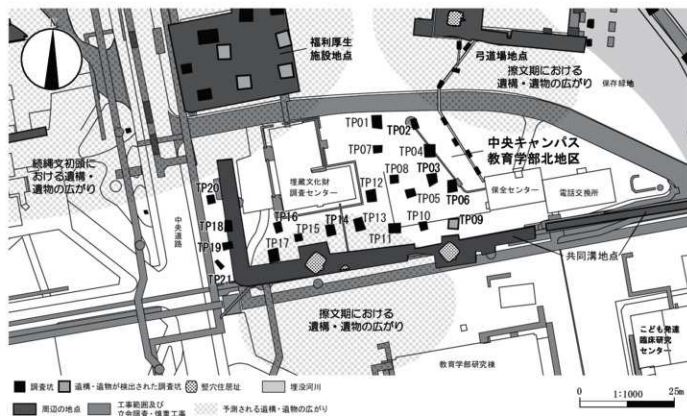 福利厚生
施設地点
弓道場地点
擦文期における
遺構・遺物の広がり
保存緑地
TP01
TP02
中央キャンパス
教育学部北地区
TP07
TP04
続縄文初頭
における遺構・
遺物の広がり
TP20
埋蔵文化財
調査センター
TP08
TP03
保全センター
電話交換所
TP12
TP05
TP06
中央道路
TP18
TP16
TP14
TP13
TP10
TP09
TP15
TP11
TP19
TP17
共同溝地点
TP21
擦文期における
遺構・遺物の広がり
こども発達
臨床研究
センター
教育学部研究棟
調査坑
遺構・遺物が検出された調査坑
竪穴住居址
埋没河川
周辺の地点
工事範囲及び
立会調査・慎重工事
予測される遺構・遺物の広がり
0 1:1000 25m